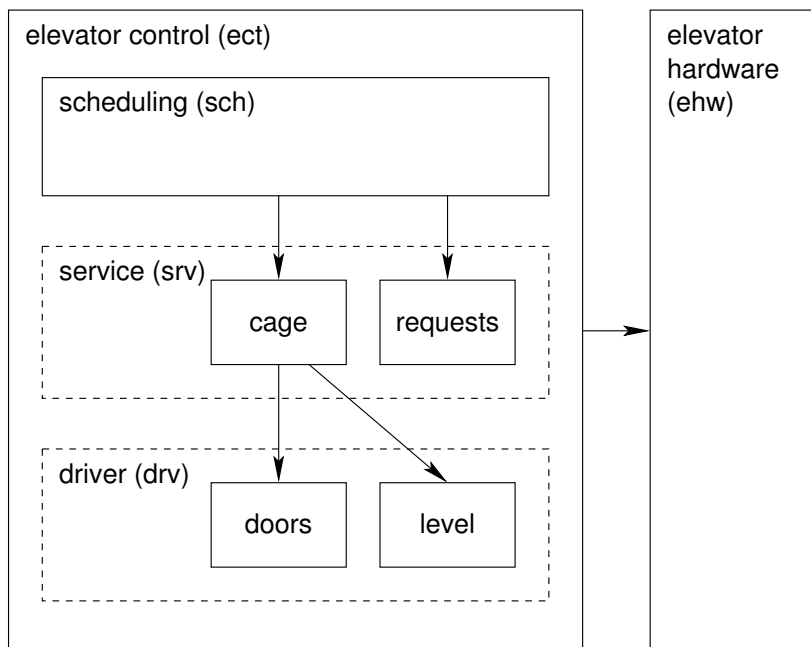 elevator control (ect)
elevator
hardware
(ehw)
scheduling (sch)
service (srv)
cage
requests
driver (drv)
doors
level